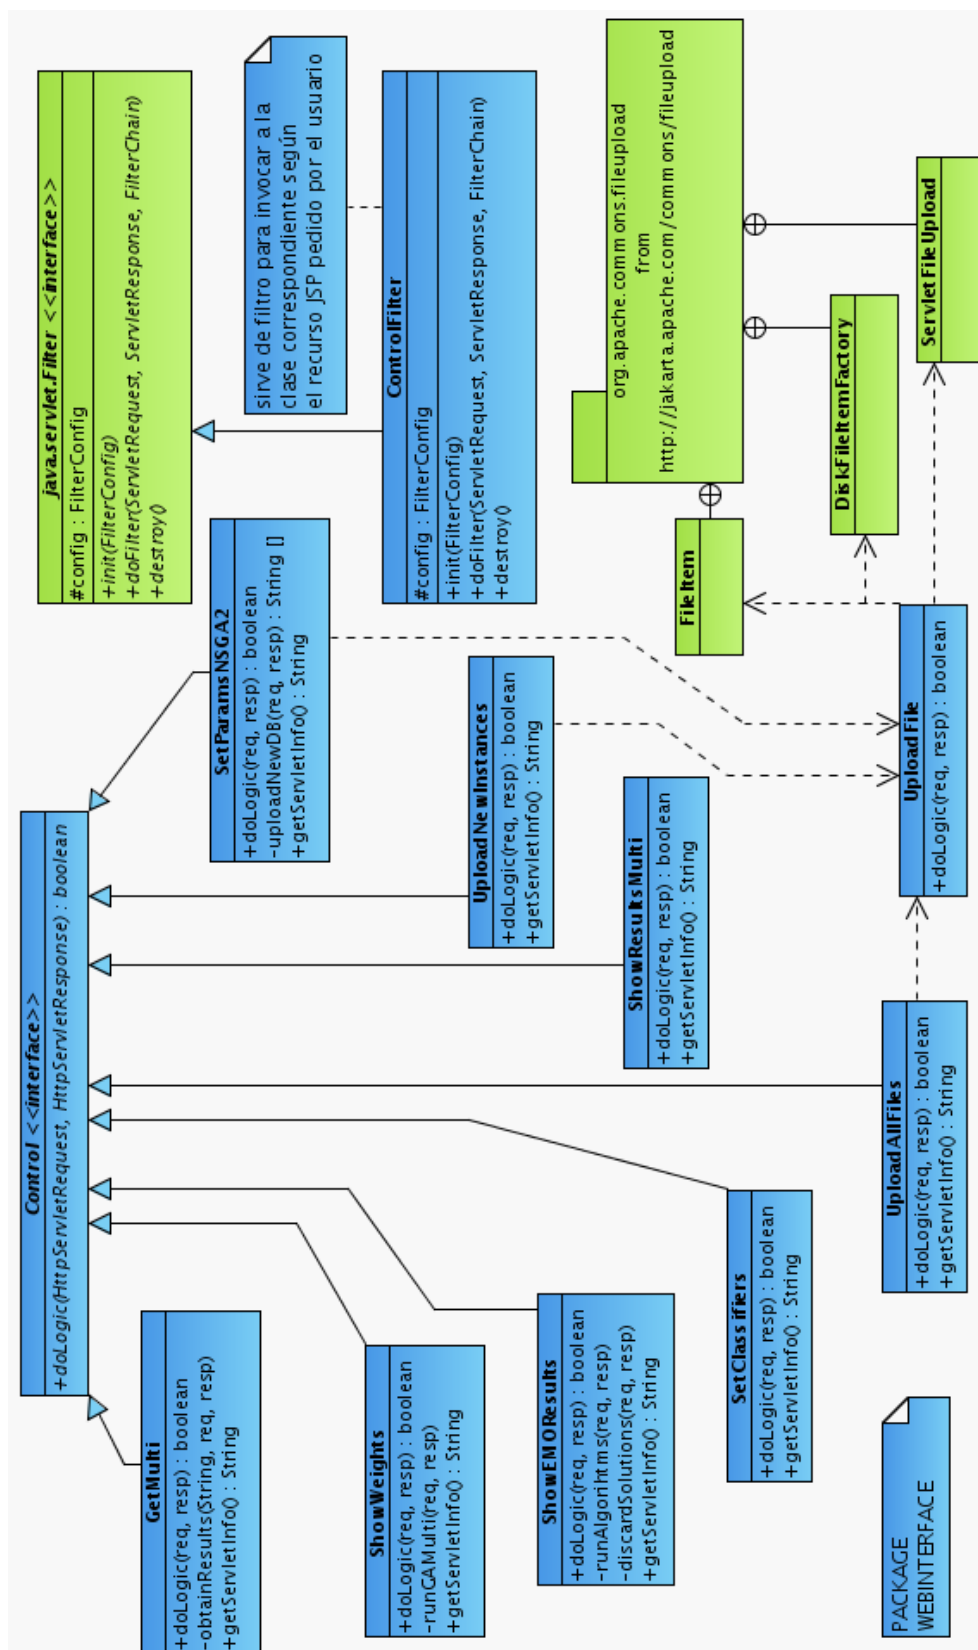 Control <<interface>>
+doLogic(HttpServletRequest, HttpServletResponse) : boolean
java.servlet.Filter <<interface>>
#config : FilterConfig
+init(FilterConfig)
+doFilter(ServletRequest, ServletResponse, FilterChain)
+destroy()
GetMulti
+doLogic(req, resp) : boolean
-obtainResults(String, req, resp)
+getServletInfo() : String
SetParamsNSGA2
+doLogic(req, resp) : boolean
-uploadNewDB(req, resp) : String []
+getServletInfo() : String
sirve de filtro para invocar a la
clase correspondiente según
el recurso JSP pedido por el usuario
ShowWeights
+doLogic(req, resp) : boolean
-runGAMulti(req, resp)
+getServletInfo() : String
ControlFilter
#config : FilterConfig
+init(FilterConfig)
+doFilter(ServletRequest, ServletResponse, FilterChain)
+destroy()
UploadNewInstances
+doLogic(req, resp) : boolean
+getServletInfo() : String
ShowEMOResults
+doLogic(req, resp) : boolean
-runAlgorihtms(req, resp)
-discardSolutions(req, resp)
+getServletInfo() : String
ShowResultsMulti
+doLogic(req, resp) : boolean
+getServletInfo() : String
org.apache.commons.fileupload
from
http://jakarta.apache.com/commons/fileupload
FileItem
SetClassifiers
+doLogic(req, resp) : boolean
+getServletInfo() : String
DiskFileItemFactory
PACKAGE
WEBINTERFACE
UploadAllFiles
+doLogic(req, resp) : boolean
+getServletInfo() : String
UploadFile
+doLogic(req, resp) : boolean
ServletFileUpload